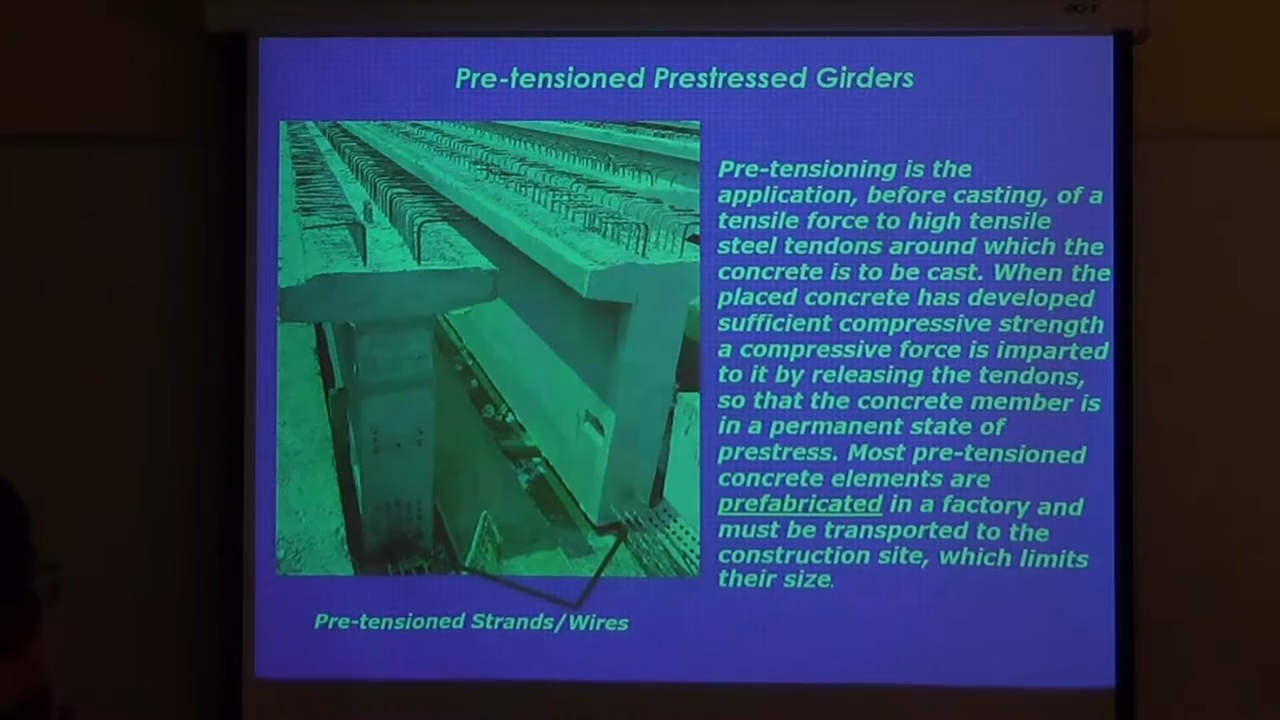 acer
Pre-tensioned Prestressed Girders
Pre-tensioning is the
application, before casting, of a
tensile force to high tensile
steel tendons around which the
concrete is to be cast. When the
placed concrete has developed
sufficient compressive strength
a compressive force is imparted
to it by releasing the tendons,
so that the concrete member is
in a permanent state of
prestress. Most pre-tensioned
concrete elements are
prefabricated in a factory and
must be transported to the
construction site, which limits
their size.
Pre-tensioned Strands/Wires